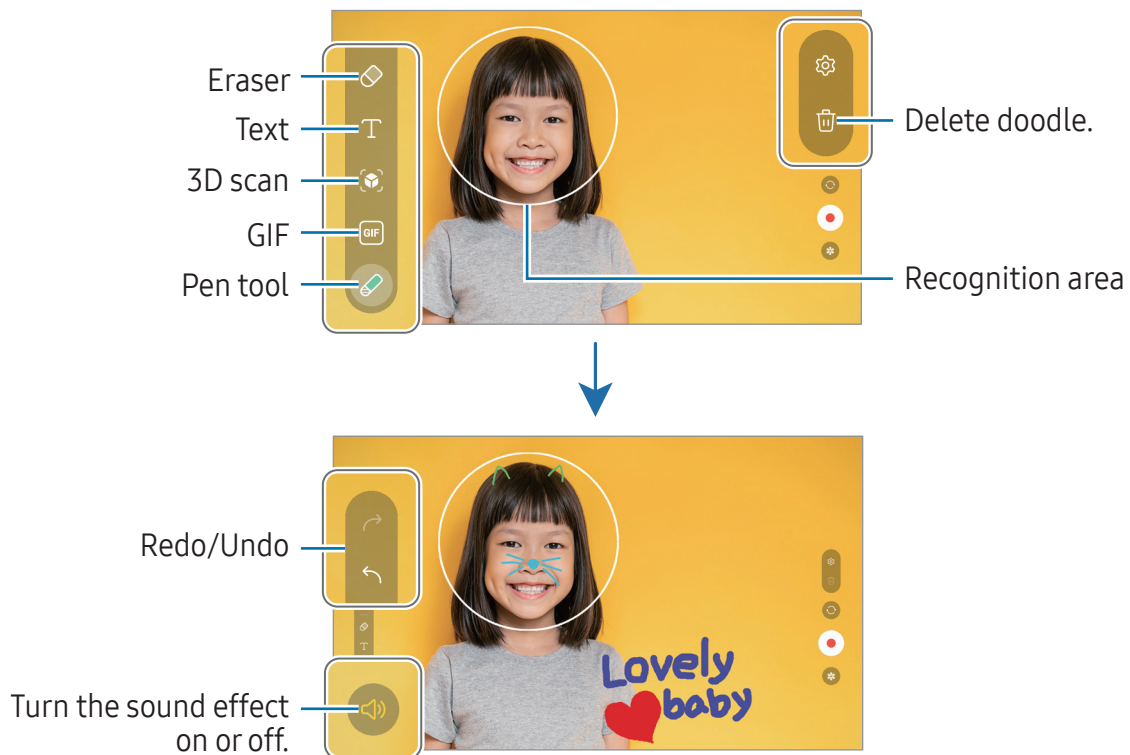 Eraser
Text
3D scan
GIF
Pen tool
T
GIF
Delete doodle.
Recognition area
Redo/Undo
T
Turn the sound effect
on or off.
Lovely
baby